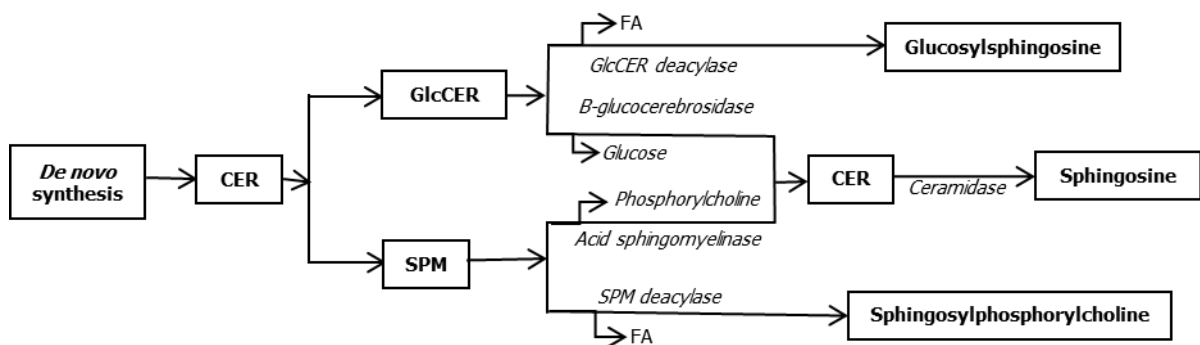 FA
Glucosylsphingosine
GlcCER deacylase
GlcCER
B-glucocerebrosidase
De novo
synthesis
CER
Glucose
CER
Ceramidase
Sphingosine
Phosphorylcholine
Acid sphingomyelinase
SPM
SPM deacylase
Sphingosylphosphorylcholine
FA